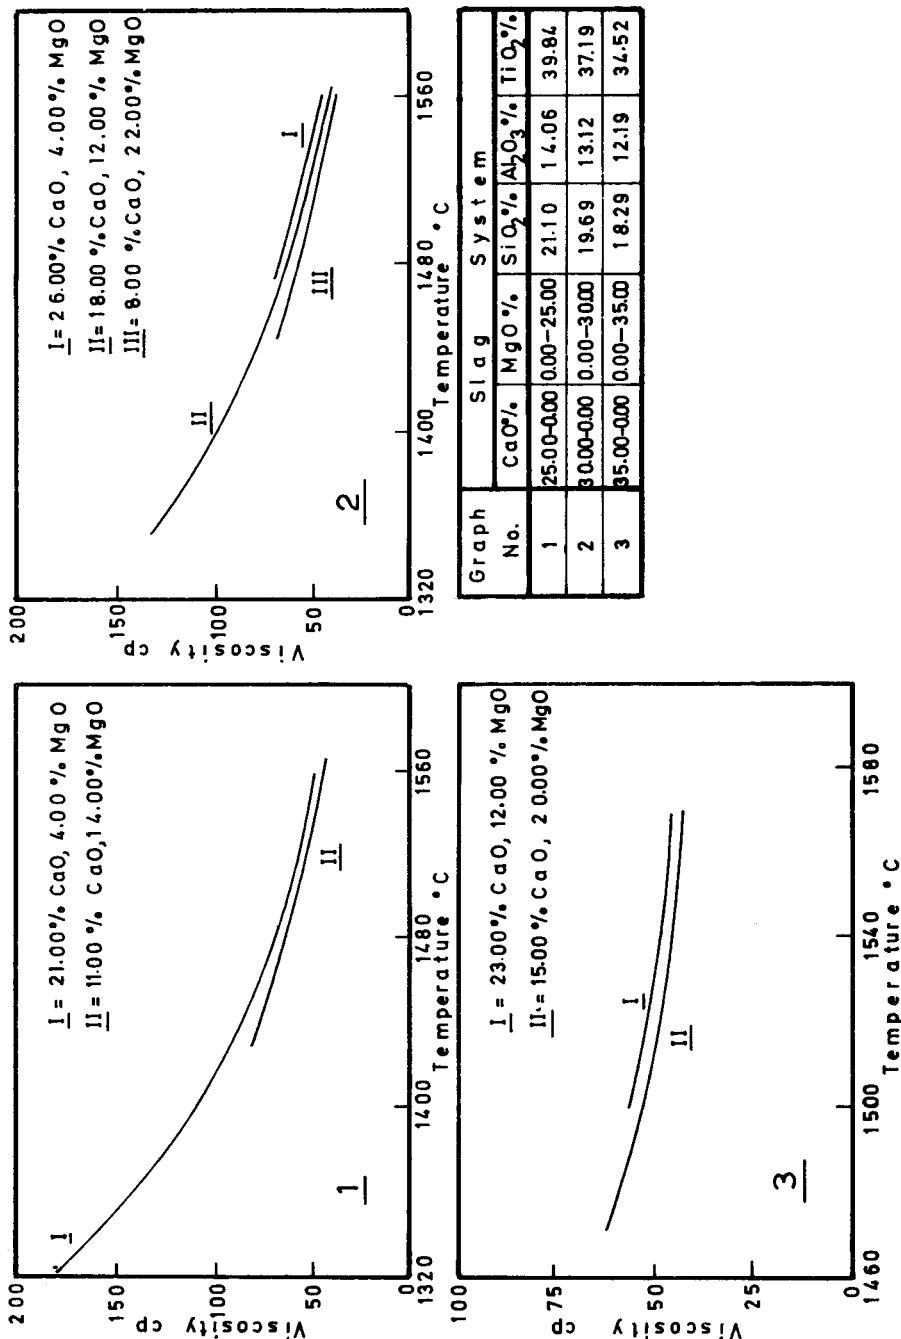 200
150
100
50
0
Viscosity cp
1320
1400
1480
1560
Temperature °C
I = 21.00% CaO, 4.00% MgO
II = 11.00% CaO, 14.00% MgO
I
II
1
200
150
100
50
0
Viscosity cp
1320
1400
1480
1560
Temperature °C
I = 26.00% CaO, 4.00% MgO
II = 18.00% CaO, 12.00% MgO
III = 8.00% CaO, 22.00% MgO
I
II
III
2
100
75
50
25
0
Viscosity cp
1460
1500
1540
1580
Temperature °C
I = 23.00% CaO, 12.00% MgO
II = 15.00% CaO, 20.00% MgO
I
II
3
Graph No. Slag System
CaO% MgO% SiO2% Al2O3% TiO2%
1 25.00-0.00 0.00-25.00 21.10 14.06 39.84
2 30.00-0.00 0.00-30.00 19.69 13.12 37.19
3 35.00-0.00 0.00-35.00 18.29 12.19 34.52